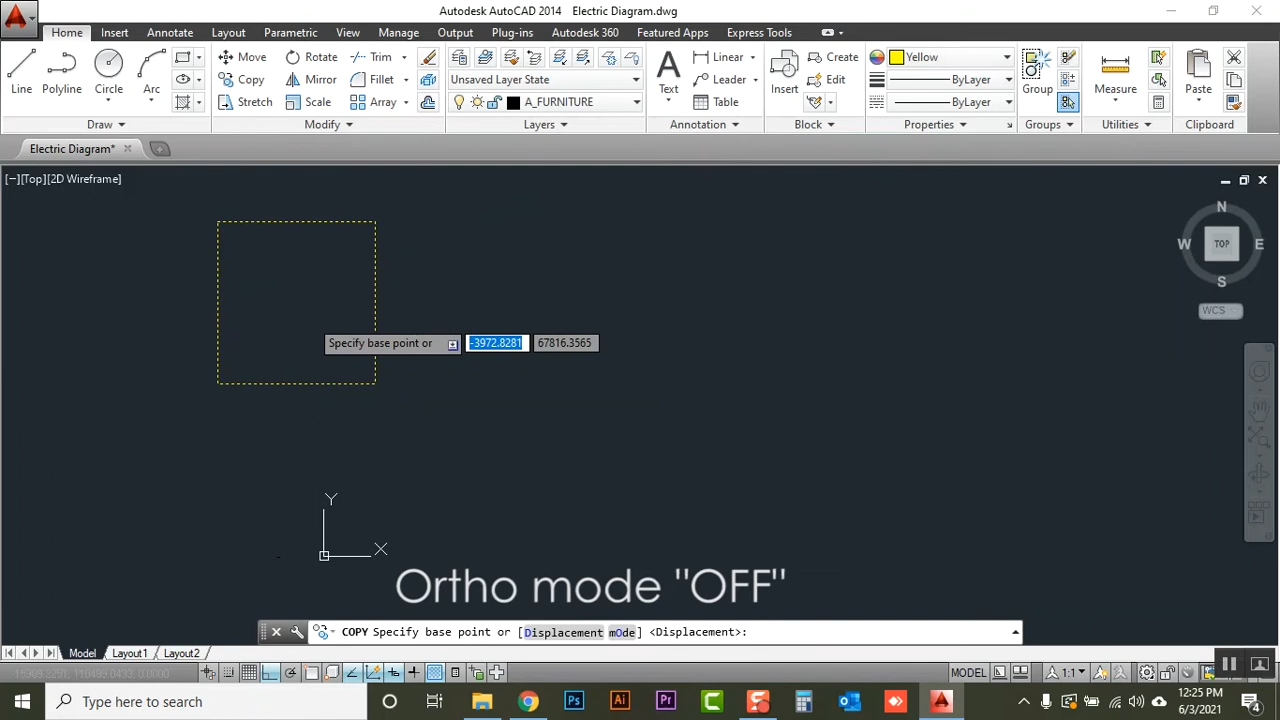 Autodesk AutoCAD 2014 Electric Diagram.dwg
Home Insert Annotate Layout Parametric View Manage Output Plug-ins Autodesk 360 Featured Apps Express Tools
Line Polyline Circle Arc
Draw
Move Rotate Trim
Copy Mirror Fillet
Stretch Scale Array
Modify
Unsaved Layer State
A_FURNITURE
Layers
Text
Linear
Leader
Table
Annotation
Insert
Create
Edit
Block
Yellow
ByLayer
ByLayer
Properties
Group
Groups
Measure
Utilities
Paste
Clipboard
Electric Diagram*
[−][Top][2D Wireframe]
N
W TOP E
S
WCS
Specify base point or -3972.8281 67816.3565
Y
X
Ortho mode "OFF"
COPY Specify base point or [Displacement mOde] <Displacement>:
Model Layout1 Layout2
MODEL 1:1
Type here to search
Ps Ai Pr
12:25 PM
6/3/2021
4